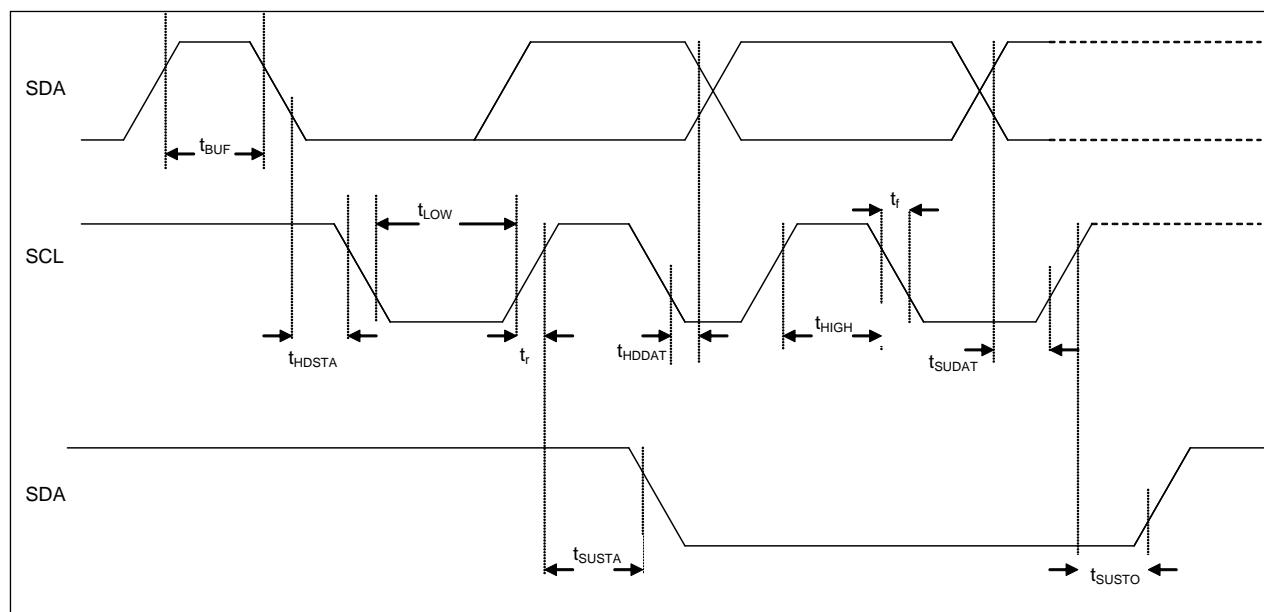 SDA
tBUF
tLOW
tf
SCL
tHDSTA
tr
tHDDAT
tHIGH
tSUDAT
SDA
tSUSTA
tSUSTO